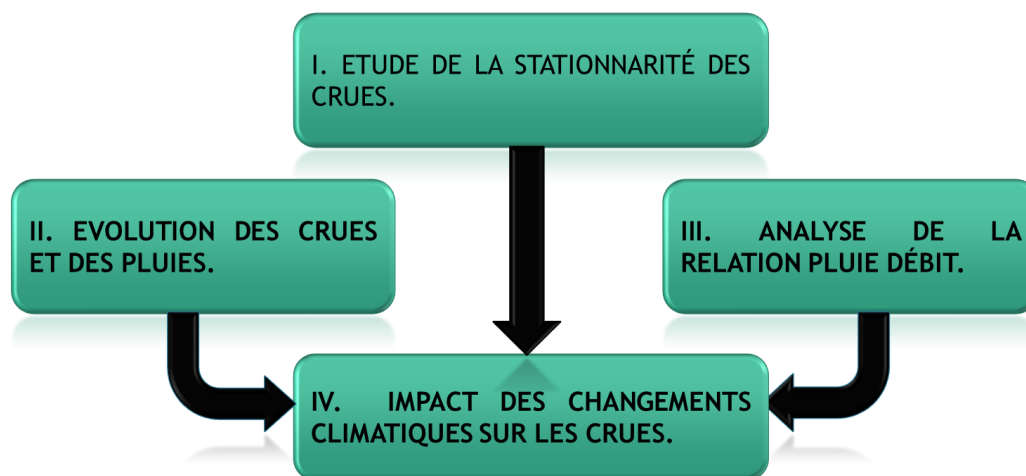 I. ETUDE DE LA STATIONNARITÉ DES
CRUES.
II. EVOLUTION DES CRUES
ET DES PLUIES.
III. ANALYSE DE LA
RELATION PLUIE DÉBIT.
IV. IMPACT DES CHANGEMENTS
CLIMATIQUES SUR LES CRUES.